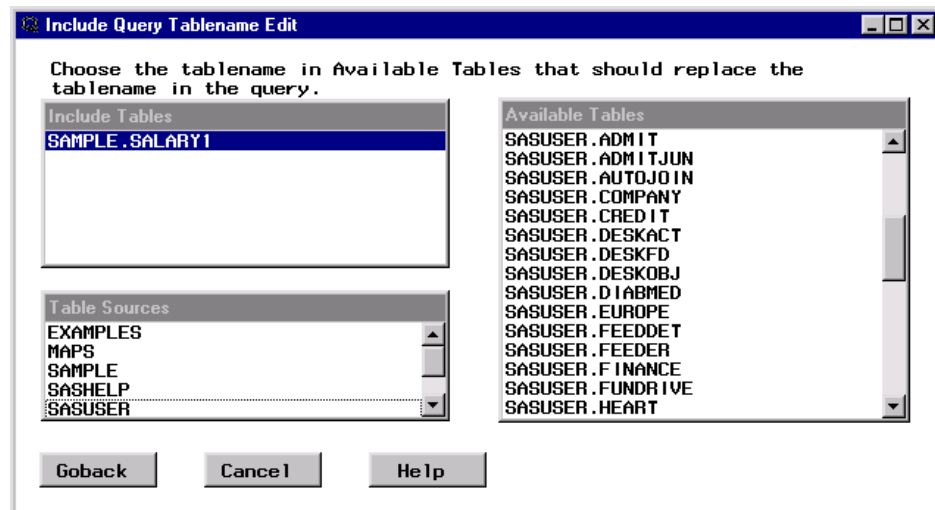 Include Query Tablename Edit
Choose the tablename in Available Tables that should replace the
tablename in the query.
Include Tables
SAMPLE.SALARY1
Table Sources
EXAMPLES
MAPS
SAMPLE
SASHELP
SASUSER
Available Tables
SASUSER.ADMIT
SASUSER.ADMITJUN
SASUSER.AUTOJOIN
SASUSER.COMPANY
SASUSER.CREDIT
SASUSER.DESKACT
SASUSER.DESKFD
SASUSER.DESKOBJ
SASUSER.DIABMED
SASUSER.EUROPE
SASUSER.FEEDDET
SASUSER.FEEDER
SASUSER.FINANCE
SASUSER.FUNDRIVE
SASUSER.HEART
Goback Cancel Help